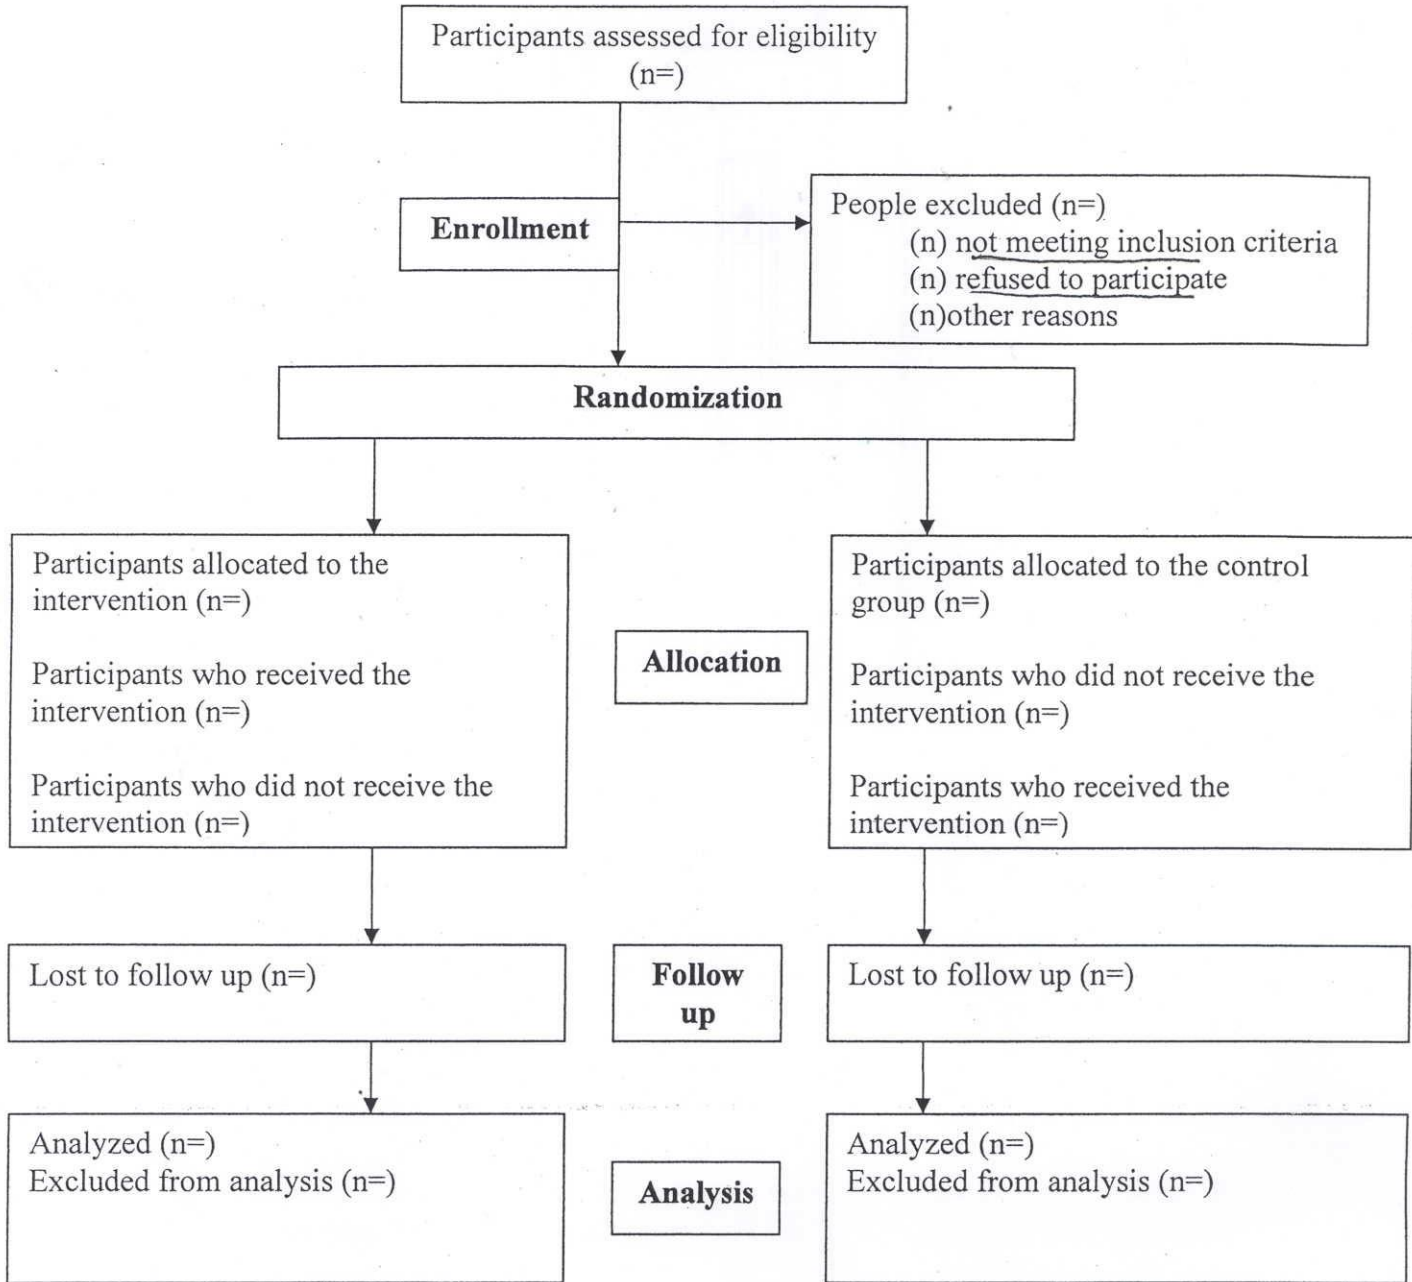 Participants assessed for eligibility
(n=)
Enrollment
People excluded (n=)
(n) not meeting inclusion criteria
(n) refused to participate
(n)other reasons
Randomization
Participants allocated to the
intervention (n=)
Participants who received the
intervention (n=)
Participants who did not receive the
intervention (n=)
Allocation
Participants allocated to the control
group (n=)
Participants who did not receive the
intervention (n=)
Participants who received the
intervention (n=)
Lost to follow up (n=)
Follow
up
Lost to follow up (n=)
Analyzed (n=)
Excluded from analysis (n=)
Analysis
Analyzed (n=)
Excluded from analysis (n=)